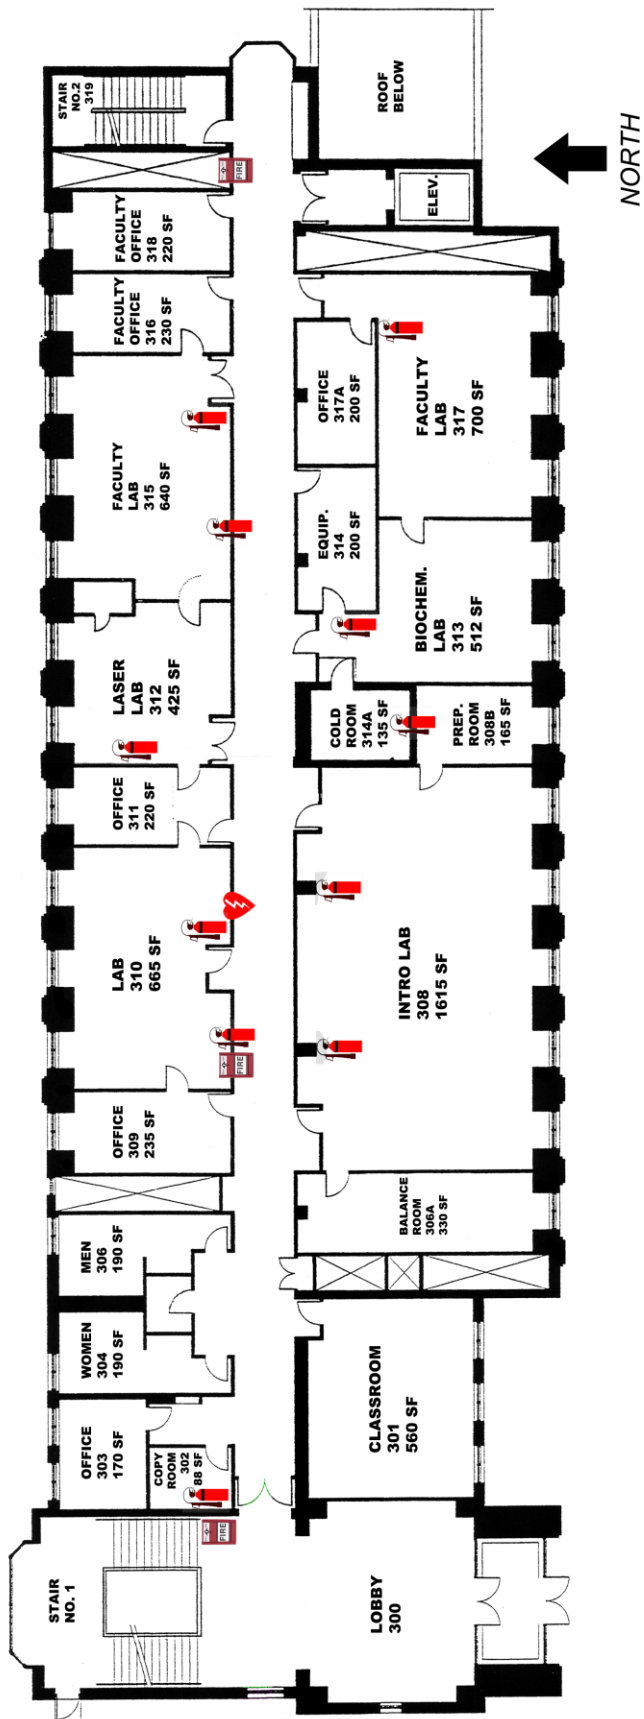 STAIR
NO.2
319
ROOF
BELOW
NORTH
FIRE
ELEV.
FACULTY
OFFICE
318
220 SF
FACULTY
OFFICE
316
230 SF
OFFICE
317A
200 SF
FACULTY
LAB
317
700 SF
FACULTY
LAB
315
640 SF
EQUIP.
314
200 SF
BIOCHEM.
LAB
313
512 SF
LASER
LAB
312
425 SF
COLD
ROOM
314A
135 SF
PREP.
ROOM
308B
165 SF
OFFICE
311
220 SF
LAB
310
665 SF
INTRO LAB
308
1615 SF
FIRE
OFFICE
309
235 SF
BALANCE
ROOM
306A
330 SF
MEN
306
190 SF
WOMEN
304
190 SF
CLASSROOM
301
560 SF
OFFICE
303
170 SF
COPY
ROOM 302
88 SF
FIRE
STAIR
NO. 1
LOBBY
300